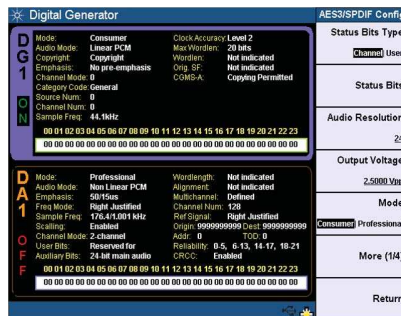 Digital Generator
AES3/SPDIF Config
DG1 ON
Mode: Consumer Clock Accuracy: Level 2
Audio Mode: Linear PCM Max Wordlen: 20 bits
Copyright: Copyright Wordlen: Not indicated
Emphasis: No pre-emphasis Orig. SF: Not indicated
Channel Mode: 0 CGMS-A: Copying Permitted
Category Code: General
Source Num: 0
Channel Num: 0
Sample Freq: 44.1kHz
00 01 02 03 04 05 06 07 08 09 10 11 12 13 14 15 16 17 18 19 20 21 22 23
00 00 00 00 00 00 00 00 00 00 00 00 00 00 00 00 00 00 00 00 00 00 00 00
DA1 OFF
Mode: Professional Wordlength: Not indicated
Audio Mode: Non Linear PCM Alignment: Not indicated
Emphasis: 50/15us Multichannel: Defined
Freq Mode: Right Justified Channel Num: 128
Sample Freq: 176.4/1.001 kHz Ref Signal: Right Justified
Scalling: Enabled Origin: 9999999999 Dest: 9999999999
Channel Mode: 2-channel Addr: 0 TOD: 0
User Bits: Reserved for Reliability: 0-5, 6-13, 14-17, 18-21
Auxiliary Bits: 24-bit main audio CRCC: Enabled
00 01 02 03 04 05 06 07 08 09 10 11 12 13 14 15 16 17 18 19 20 21 22 23
00 00 00 00 00 00 00 00 00 00 00 00 00 00 00 00 00 00 00 00 00 00 00 00
Status Bits Type
Channel User
Status Bits
Audio Resolution
24
Output Voltage
2.5000 Vpp
Mode
Consumer Professional
More (1/4)
Return